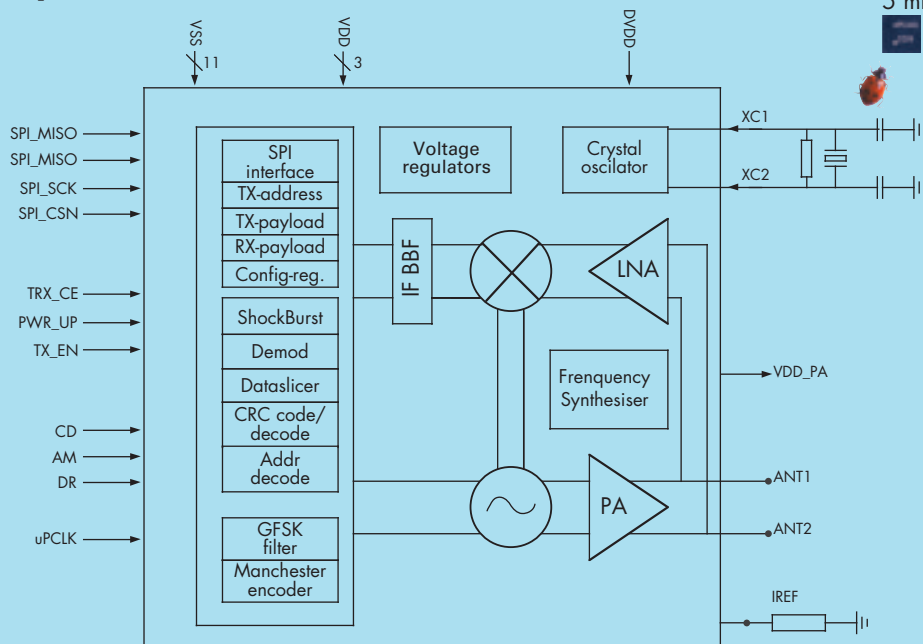 5 m
VSS
VDD
DVDD
11
3
SPI_MISO
SPI_MISO
SPI_SCK
SPI_CSN
TRX_CE
PWR_UP
TX_EN
CD
AM
DR
uPCLK
SPI
interface
TX-address
TX-payload
RX-payload
Config-reg.
ShockBurst
Demod
Dataslicer
CRC code/
decode
Addr
decode
GFSK
filter
Manchester
encoder
Voltage
regulators
Crystal
oscilator
IF BBF
LNA
Frenquency
Synthesiser
PA
XC1
XC2
VDD_PA
ANT1
ANT2
IREF